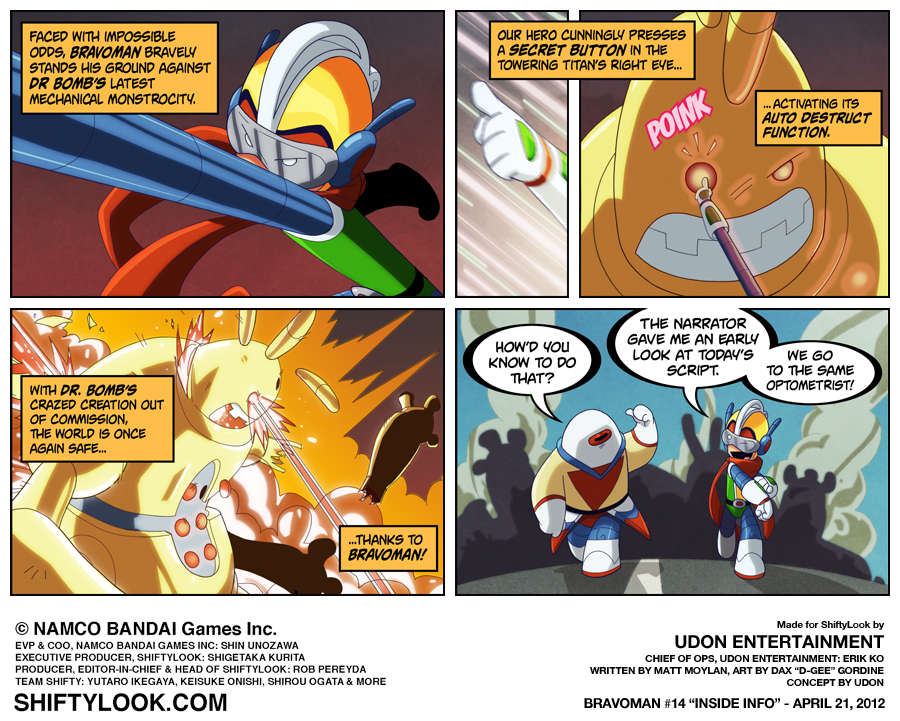 FACED WITH IMPOSSIBLE
ODDS, BRAVOMAN BRAVELY
STANDS HIS GROUND AGAINST
DR BOMB'S LATEST
MECHANICAL MONSTROCITY.
OUR HERO CUNNINGLY PRESSES
A SECRET BUTTON IN THE
TOWERING TITAN'S RIGHT EYE...
...ACTIVATING ITS
AUTO DESTRUCT
FUNCTION.
POINK
WITH DR. BOMB'S
CRAZED CREATION OUT
OF COMMISSION,
THE WORLD IS ONCE
AGAIN SAFE...
...THANKS TO
BRAVOMAN!
HOW'D YOU
KNOW TO DO
THAT?
THE NARRATOR
GAVE ME AN EARLY
LOOK AT TODAY'S
SCRIPT.
WE GO
TO THE SAME
OPTOMETRIST!
© NAMCO BANDAI Games Inc.
EVP & COO, NAMCO BANDAI GAMES INC: SHIN UNOZAWA
EXECUTIVE PRODUCER, SHIFTYLOOK: SHIGETAKA KURITA
PRODUCER, EDITOR-IN-CHIEF & HEAD OF SHIFTYLOOK: ROB PEREYDA
TEAM SHIFTY: YUTARO IKEGAYA, KEISUKE ONISHI, SHIROU OGATA & MORE
SHIFTYLOOK.COM
Made for ShiftyLook by
UDON ENTERTAINMENT
CHIEF OF OPS, UDON ENTERTAINMENT: ERIK KO
WRITTEN BY MATT MOYLAN, ART BY DAX “D-GEE” GORDINE
CONCEPT BY UDON
BRAVOMAN #14 “INSIDE INFO” - APRIL 21, 2012